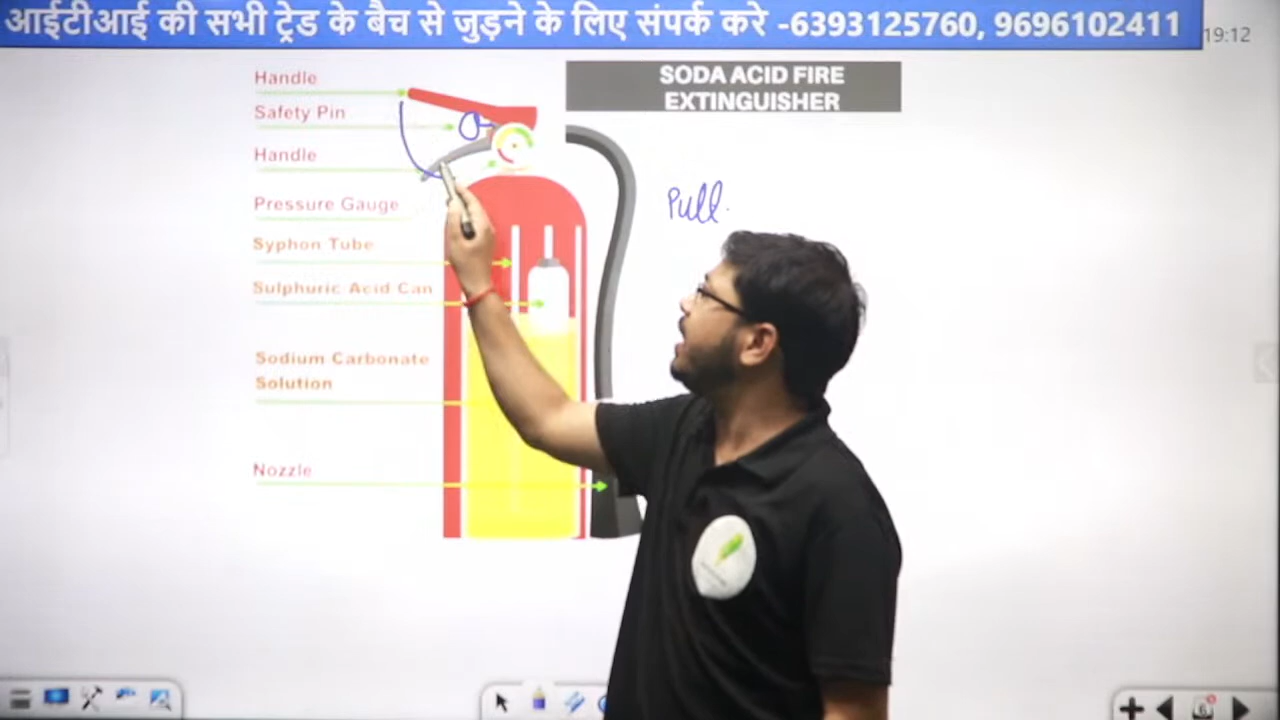 आईटीआई की सभी ट्रेड के बैच से जुड़ने के लिए संपर्क करे -6393125760, 9696102411
19:12
SODA ACID FIRE
EXTINGUISHER
Handle
Safety Pin
Handle
Pressure Gauge
Syphon Tube
Sulphuric Acid Can
Sodium Carbonate
Solution
Nozzle
Pull.